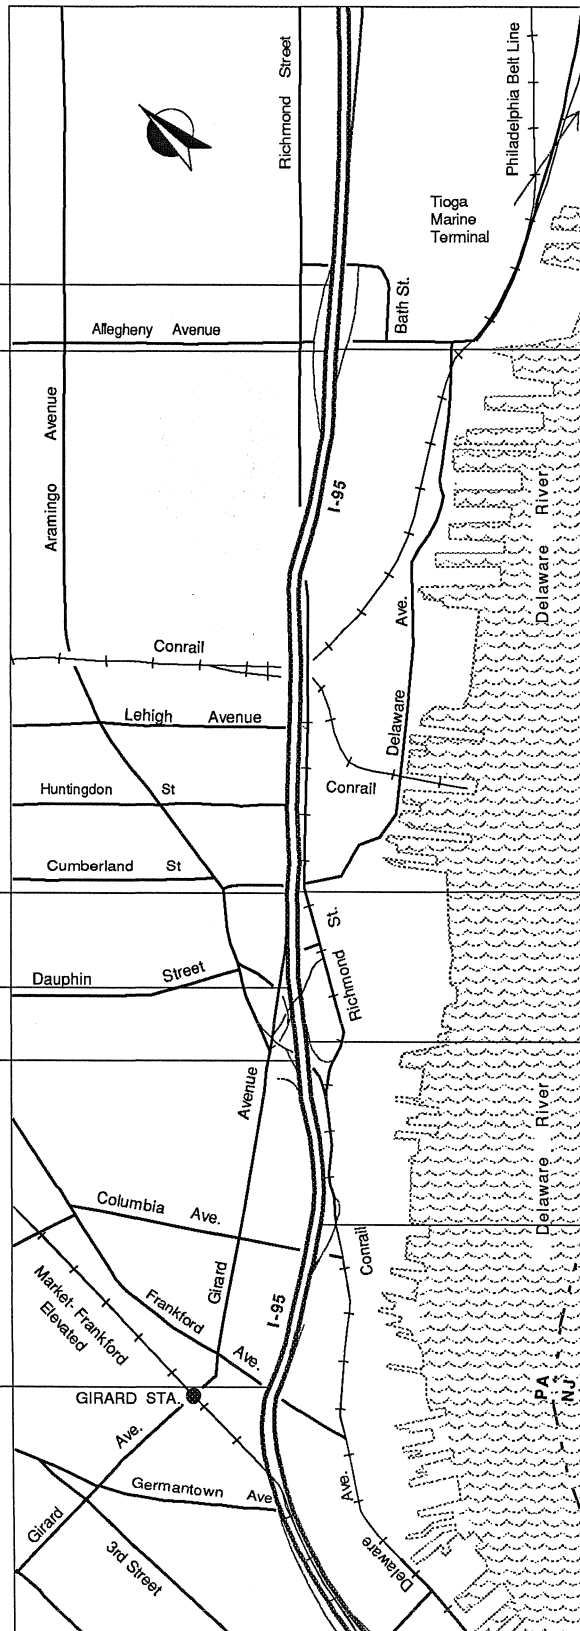 Richmond Street
Philadelphia Belt Line
Tioga
Marine
Terminal
Bath St.
Allegheny Avenue
Aramingo Avenue
I-95
Delaware River
Conrail
Delaware Ave.
Lehigh Avenue
Huntingdon St
Conrail
Cumberland St
Richmond St.
Dauphin Street
Girard Avenue
Delaware River
Columbia Ave.
Conrail
Market-Frankford
Elevated
Frankford Ave.
I-95
PA
NJ
GIRARD STA.
Girard Ave.
Germantown Ave
Delaware Ave.
3rd Street